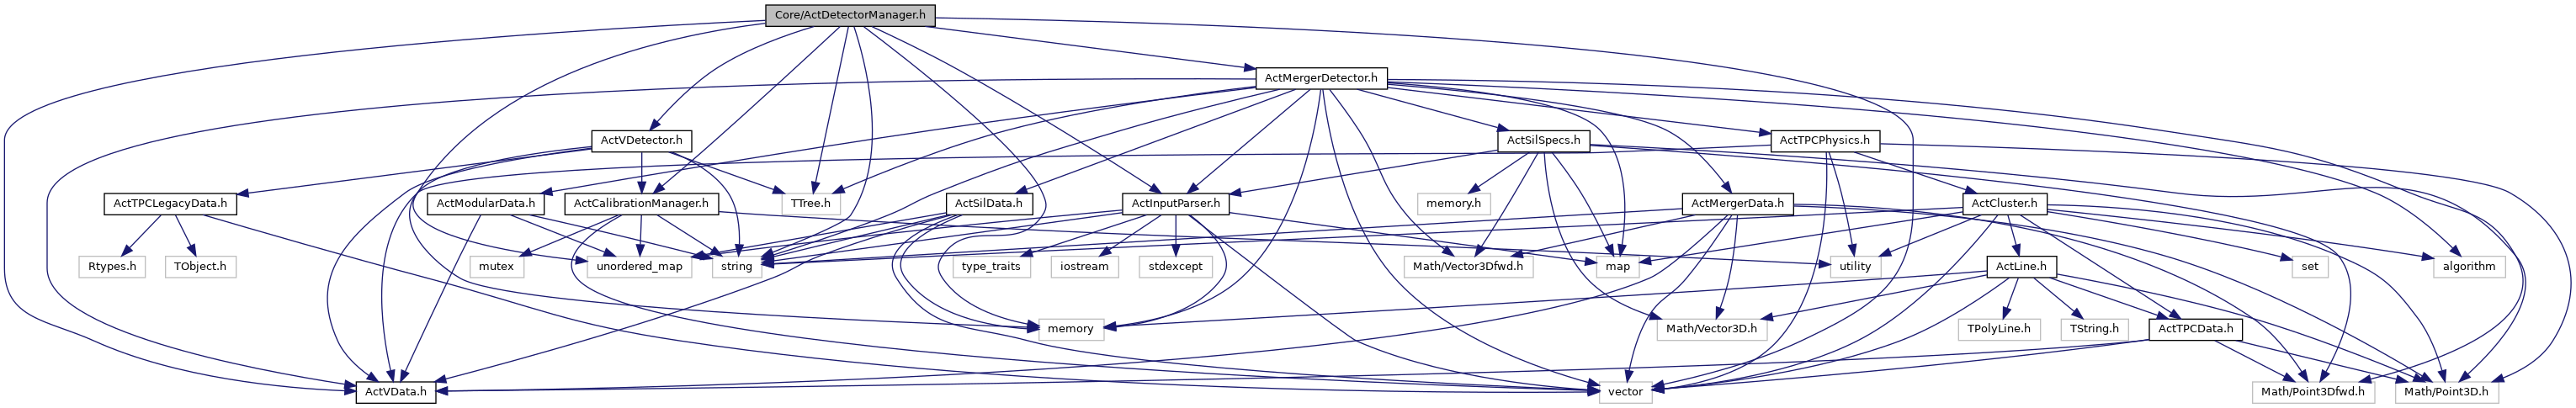 Core/ActDetectorManager.h
ActMergerDetector.h
ActVDetector.h
ActSilSpecs.h
ActTPCPhysics.h
ActTPCLegacyData.h
ActModularData.h
ActCalibrationManager.h
TTree.h
ActSilData.h
ActInputParser.h
memory.h
ActMergerData.h
ActCluster.h
Rtypes.h
TObject.h
mutex
unordered_map
string
type_traits
iostream
stdexcept
Math/Vector3Dfwd.h
map
utility
ActLine.h
set
algorithm
memory
Math/Vector3D.h
TPolyLine.h
TString.h
ActTPCData.h
ActVData.h
vector
Math/Point3Dfwd.h
Math/Point3D.h